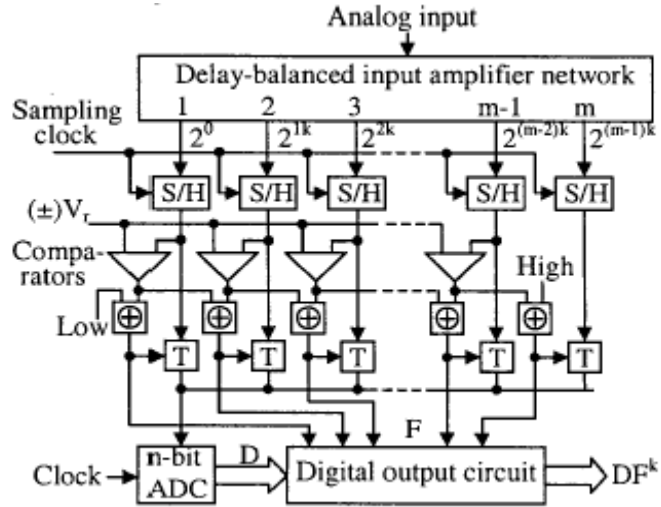 Analog input
Delay-balanced input amplifier network
1 2 3 m-1 m
Sampling
clock
2^0 2^1k 2^2k 2^(m-2)k 2^(m-1)k
S/H S/H S/H S/H S/H
(±)V_r
Compa-
rators
High
Low
⊕ ⊕ ⊕ ⊕ ⊕
T T T T T
F
Clock
n-bit
ADC
D
Digital output circuit
DF^k